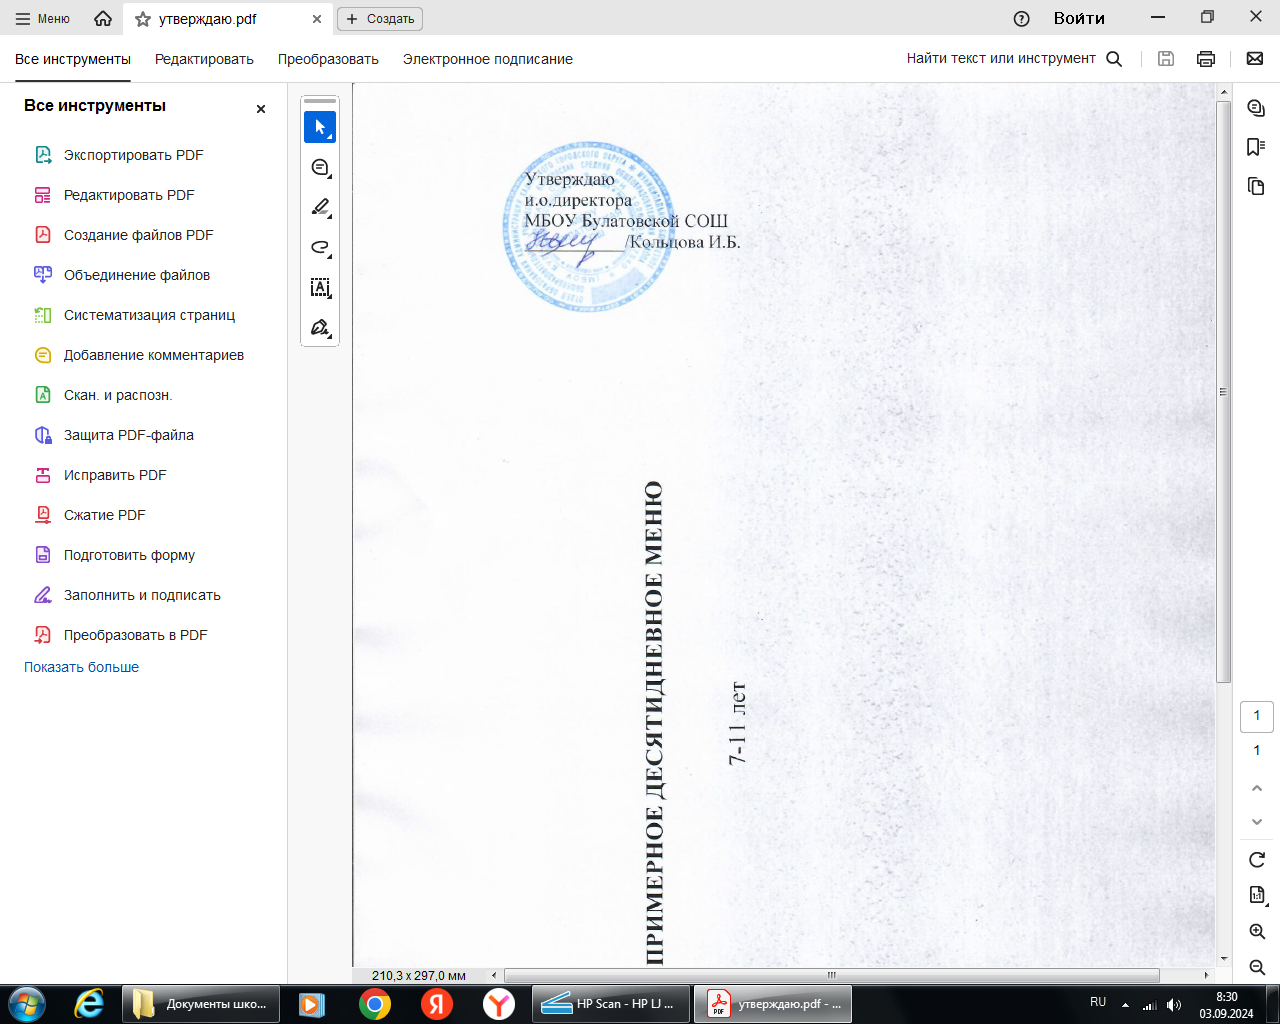 Меню
утверждаю.pdf
Создать
Войти
Все инструменты
Редактировать
Преобразовать
Электронное подписание
Найти текст или инструмент
Все инструменты
Экспортировать PDF
Редактировать PDF
Создание файлов PDF
Объединение файлов
Систематизация страниц
Добавление комментариев
Скан. и распозн.
Защита PDF-файла
Исправить PDF
Сжатие PDF
Подготовить форму
Заполнить и подписать
Преобразовать в PDF
Показать больше
Утверждаю
и.о.директора
МБОУ Булатовской СОШ
/Кольцова И.Б.
ПРИМЕРНОЕ ДЕСЯТИДНЕВНОЕ МЕНЮ
7-11 лет
1
1
210,3 x 297,0 мм
Документы шко...
HP Scan - HP LJ ...
утверждаю.pdf - ...
RU
8:30
03.09.2024